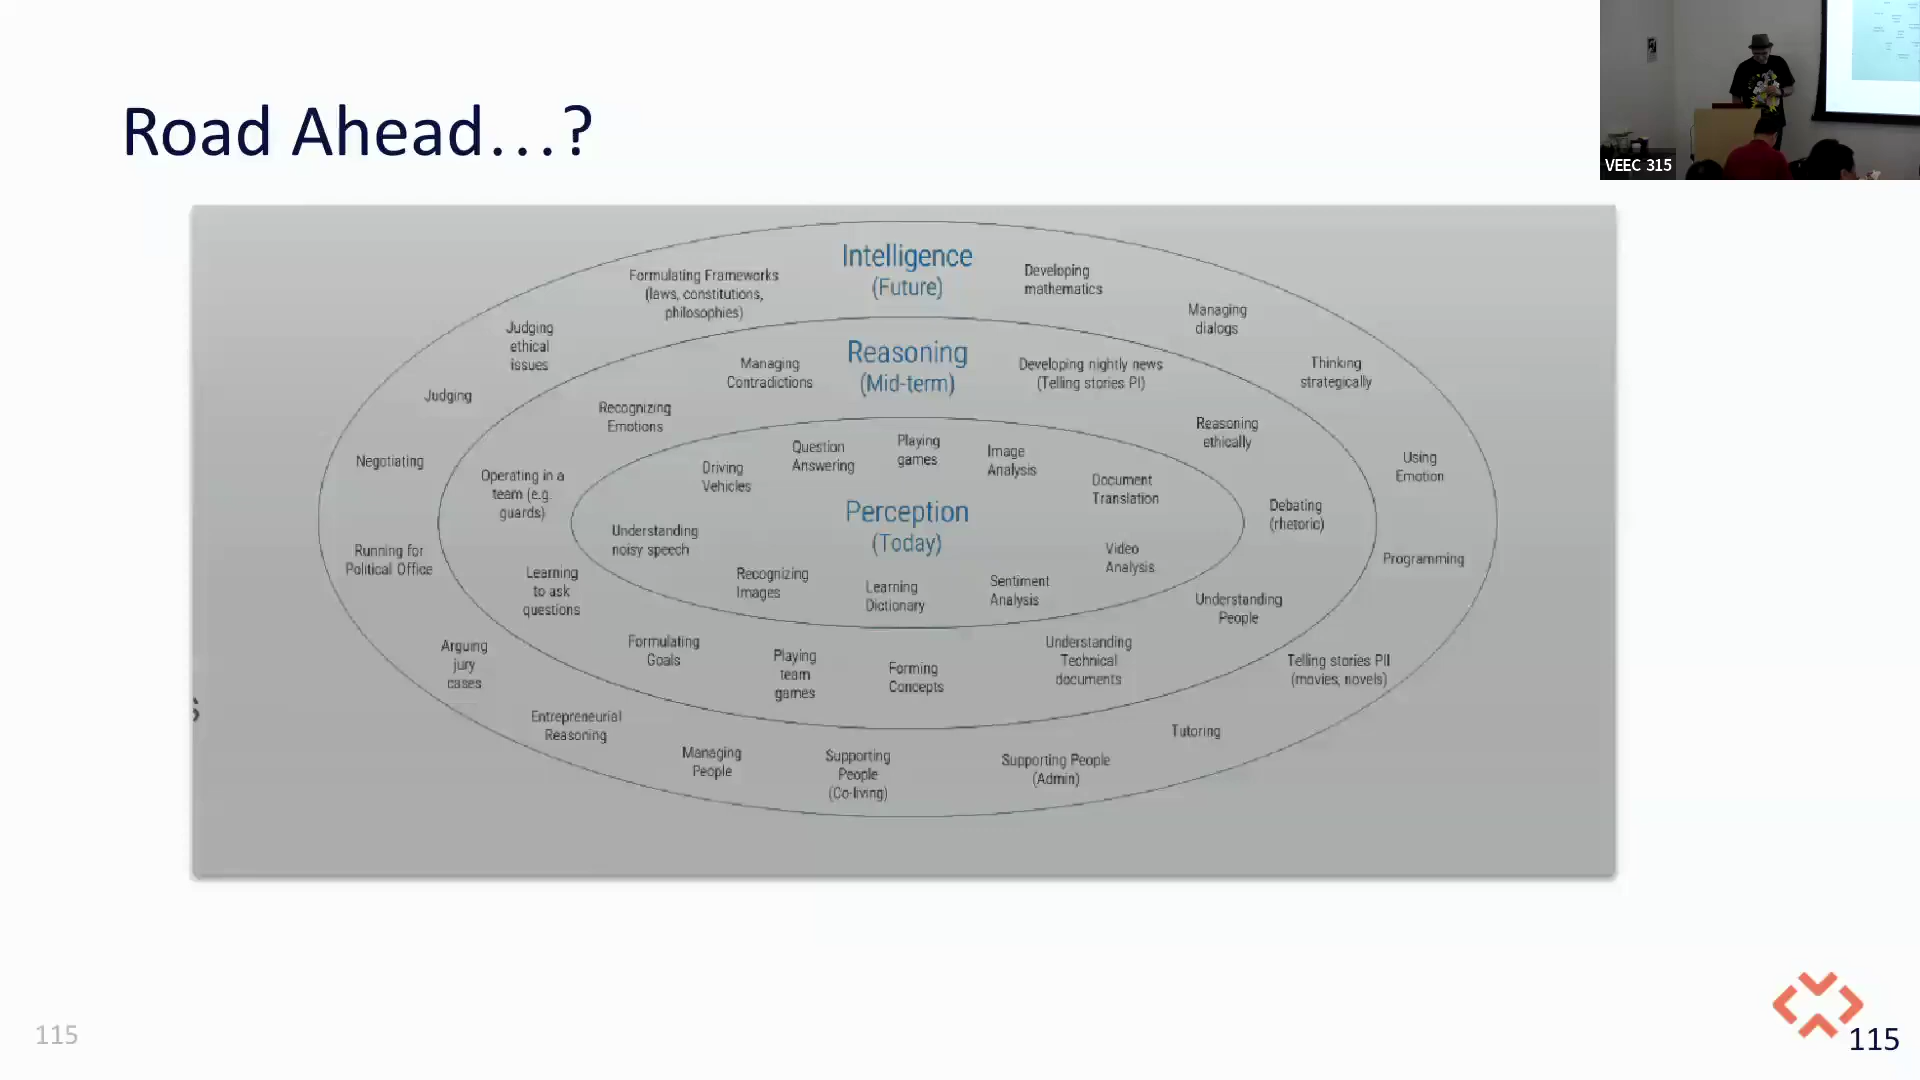 Road Ahead...?
VEEC 315
Intelligence
(Future)
Formulating Frameworks
(laws, constitutions,
philosophies)
Developing
mathematics
Managing
dialogs
Judging
ethical
issues
Thinking
strategically
Judging
Negotiating
Using
Emotion
Running for
Political Office
Programming
Arguing
jury
cases
Telling stories PII
(movies, novels)
Entrepreneurial
Reasoning
Managing
People
Supporting
People
(Co-living)
Supporting People
(Admin)
Tutoring
Reasoning
(Mid-term)
Managing
Contradictions
Developing nightly news
(Telling stories PI)
Recognizing
Emotions
Reasoning
ethically
Operating in a
team (e.g.
guards)
Debating
(rhetoric)
Learning
to ask
questions
Understanding
People
Formulating
Goals
Playing
team
games
Forming
Concepts
Understanding
Technical
documents
Perception
(Today)
Driving
Vehicles
Question
Answering
Playing
games
Image
Analysis
Document
Translation
Understanding
noisy speech
Video
Analysis
Recognizing
Images
Learning
Dictionary
Sentiment
Analysis
s
115
115